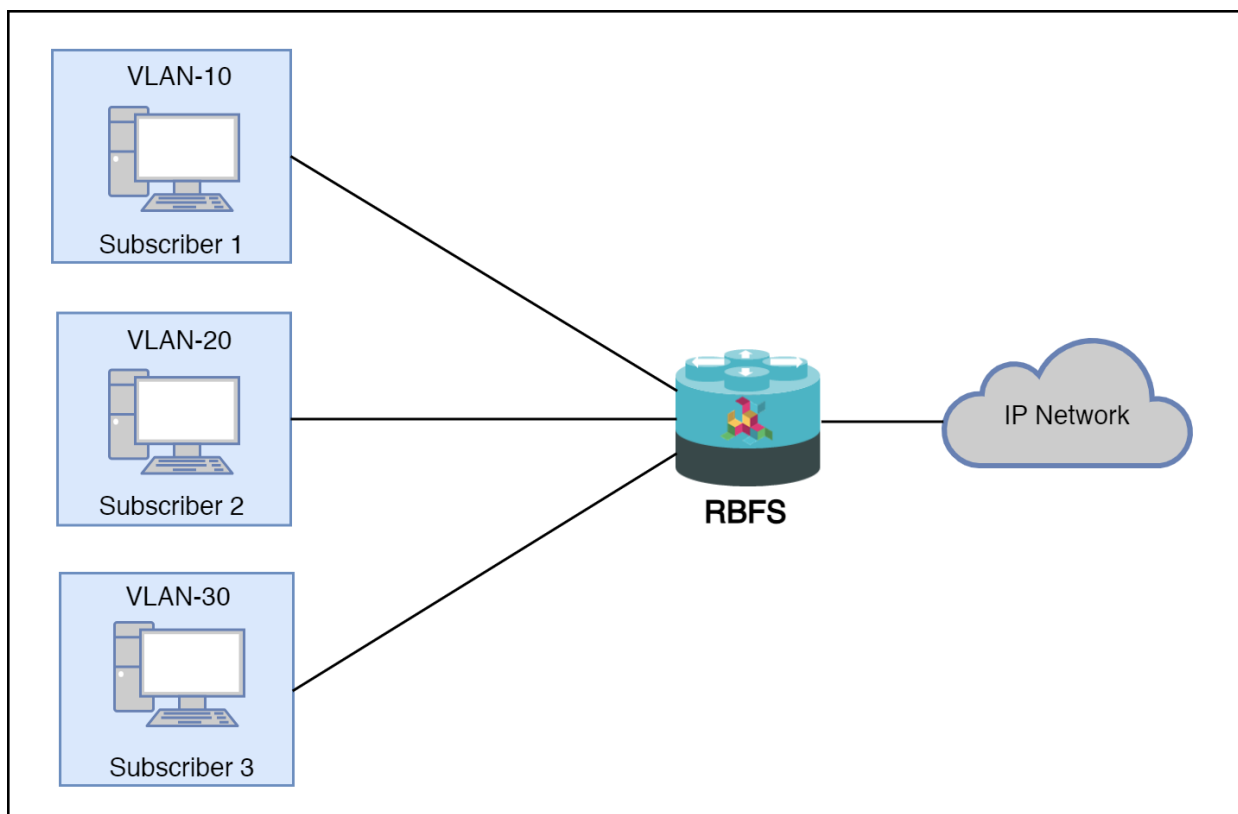 VLAN-10
Subscriber 1
VLAN-20
Subscriber 2
VLAN-30
Subscriber 3
RBFS
IP Network